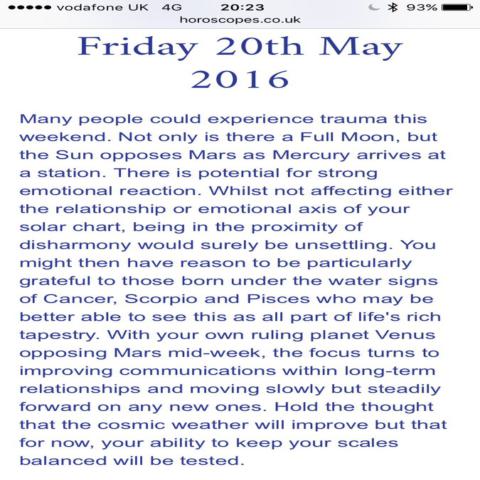 vodafone UK 4G 20:23 93%
horoscopes.co.uk
Friday 20th May
2016
Many people could experience trauma this
weekend. Not only is there a Full Moon, but
the Sun opposes Mars as Mercury arrives at
a station. There is potential for strong
emotional reaction. Whilst not affecting either
the relationship or emotional axis of your
solar chart, being in the proximity of
disharmony would surely be unsettling. You
might then have reason to be particularly
grateful to those born under the water signs
of Cancer, Scorpio and Pisces who may be
better able to see this as all part of life's rich
tapestry. With your own ruling planet Venus
opposing Mars mid-week, the focus turns to
improving communications within long-term
relationships and moving slowly but steadily
forward on any new ones. Hold the thought
that the cosmic weather will improve but that
for now, your ability to keep your scales
balanced will be tested.